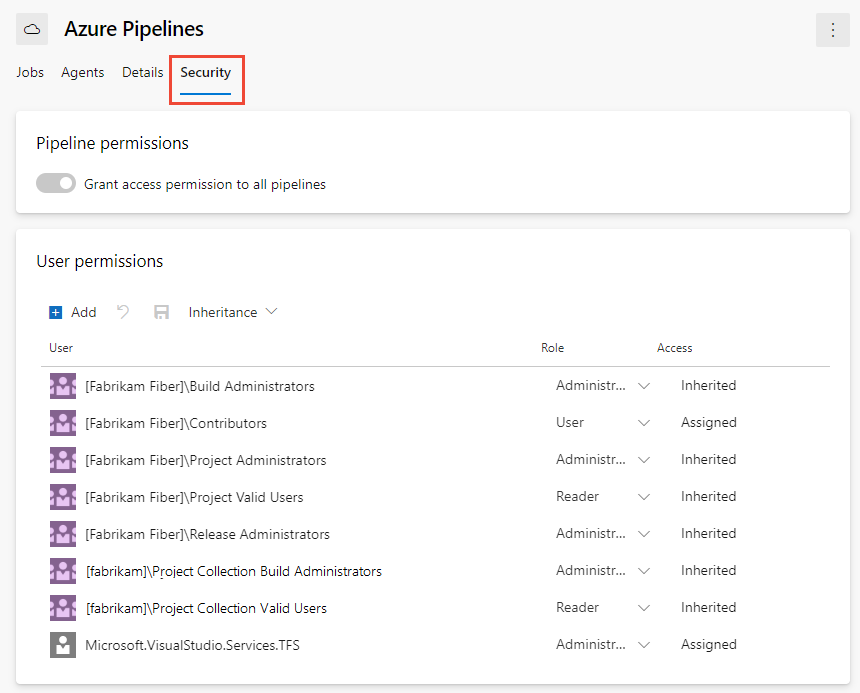 Azure Pipelines
Jobs Agents Details Security
Pipeline permissions
Grant access permission to all pipelines
User permissions
Add Inheritance
User Role Access
[Fabrikam Fiber]\Build Administrators Administr... Inherited
[Fabrikam Fiber]\Contributors User Assigned
[Fabrikam Fiber]\Project Administrators Administr... Inherited
[Fabrikam Fiber]\Project Valid Users Reader Inherited
[Fabrikam Fiber]\Release Administrators Administr... Inherited
[fabrikam]\Project Collection Build Administrators Administr... Inherited
[fabrikam]\Project Collection Valid Users Reader Inherited
Microsoft.VisualStudio.Services.TFS Administr... Assigned